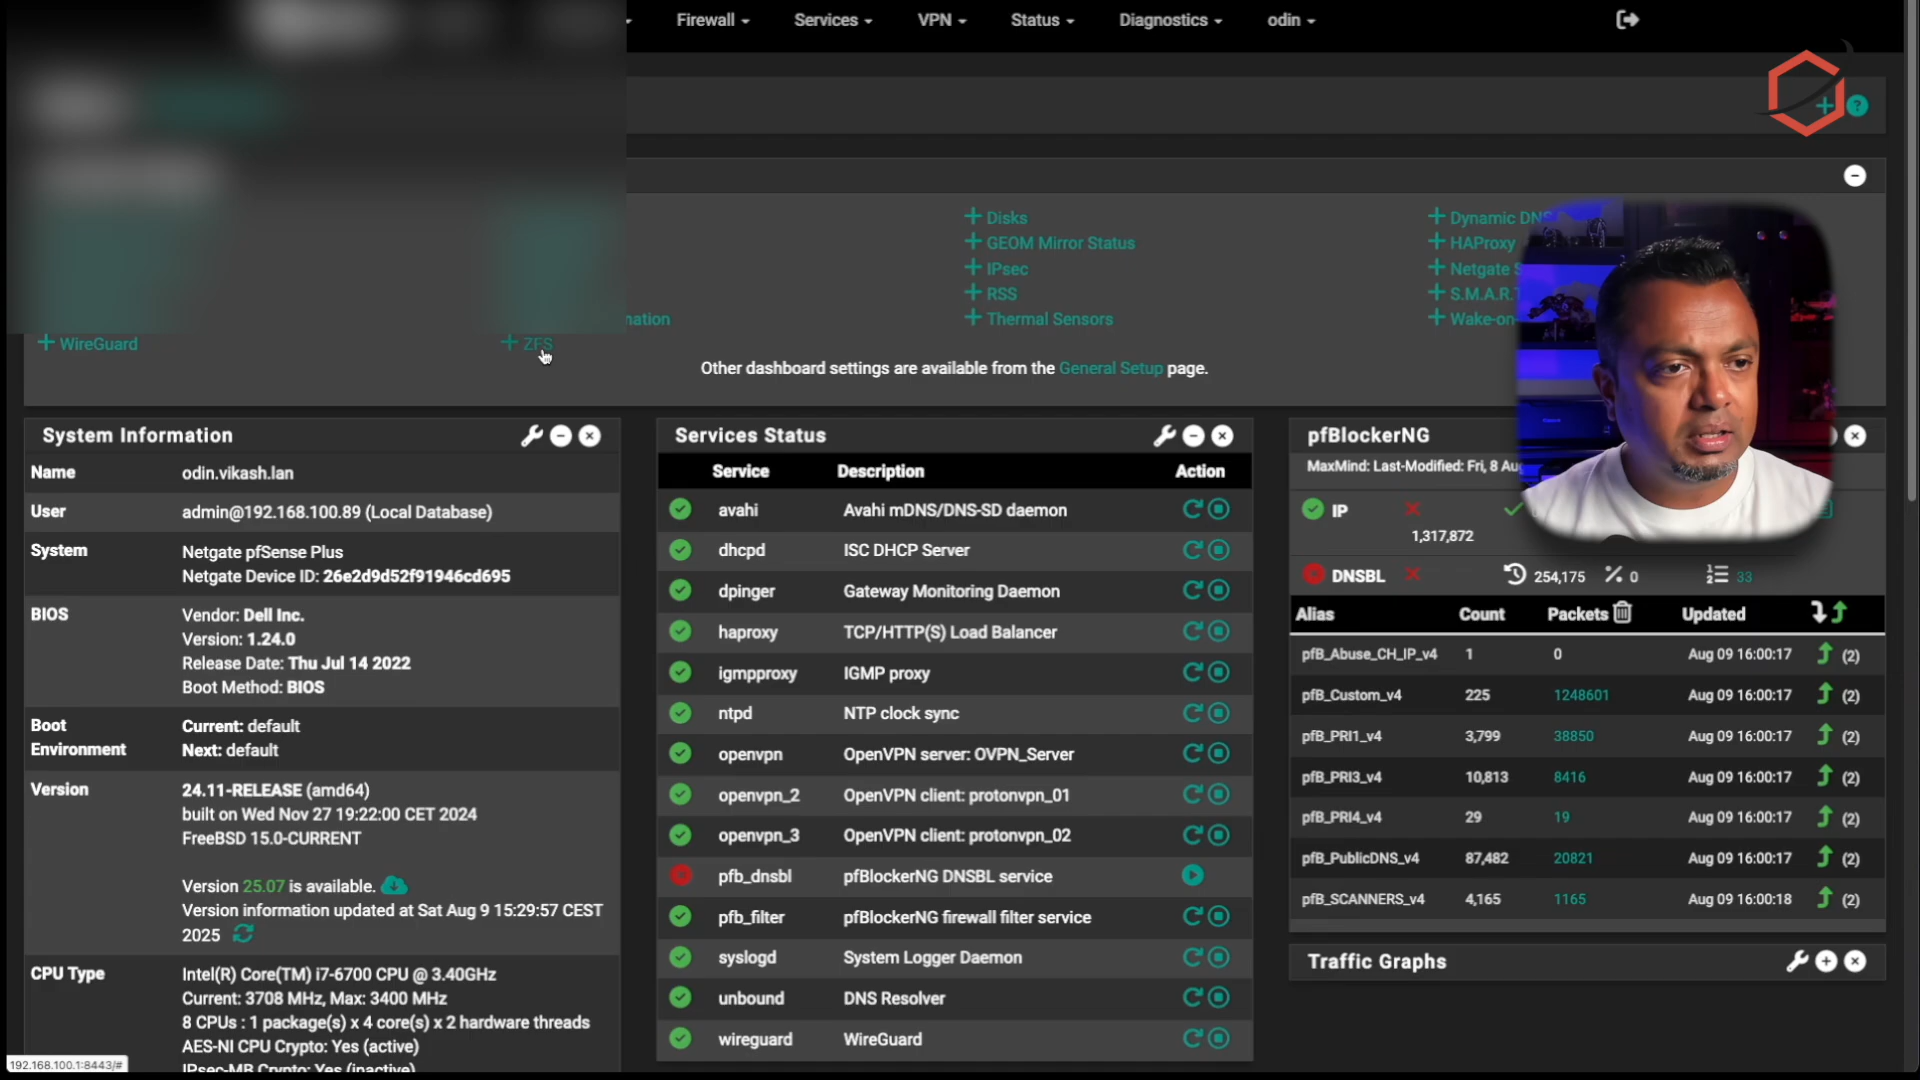 Firewall Services VPN Status Diagnostics odin
Disks
GEOM Mirror Status
IPsec
RSS
Thermal Sensors
Dynamic DNS
HAProxy
Netgate S
S.M.A.R.T
Wake-on-
mation
WireGuard
ZFS
Other dashboard settings are available from the General Setup page.
System Information
Name odin.vikash.lan
User admin@192.168.100.89 (Local Database)
System Netgate pfSense Plus
Netgate Device ID: 26e2d9d52f91946cd695
BIOS Vendor: Dell Inc.
Version: 1.24.0
Release Date: Thu Jul 14 2022
Boot Method: BIOS
Boot Current: default
Environment Next: default
Version 24.11-RELEASE (amd64)
built on Wed Nov 27 19:22:00 CET 2024
FreeBSD 15.0-CURRENT
Version 25.07 is available.
Version information updated at Sat Aug 9 15:29:57 CEST
2025
CPU Type Intel(R) Core(TM) i7-6700 CPU @ 3.40GHz
Current: 3708 MHz, Max: 3400 MHz
8 CPUs : 1 package(s) x 4 core(s) x 2 hardware threads
AES-NI CPU Crypto: Yes (active)
IPsec-MB Crypto: Yes (inactive)
192.168.100.1:8443/#
Services Status
Service Description Action
avahi Avahi mDNS/DNS-SD daemon
dhcpd ISC DHCP Server
dpinger Gateway Monitoring Daemon
haproxy TCP/HTTP(S) Load Balancer
igmpproxy IGMP proxy
ntpd NTP clock sync
openvpn OpenVPN server: OVPN_Server
openvpn_2 OpenVPN client: protonvpn_01
openvpn_3 OpenVPN client: protonvpn_02
pfb_dnsbl pfBlockerNG DNSBL service
pfb_filter pfBlockerNG firewall filter service
syslogd System Logger Daemon
unbound DNS Resolver
wireguard WireGuard
pfBlockerNG
MaxMind: Last-Modified: Fri, 8 Aug
IP
1,317,872
DNSBL 254,175 % 0 33
Alias Count Packets Updated
pfB_Abuse_CH_IP_v4 1 0 Aug 09 16:00:17 (2)
pfB_Custom_v4 225 1248601 Aug 09 16:00:17 (2)
pfB_PRI1_v4 3,799 38850 Aug 09 16:00:17 (2)
pfB_PRI3_v4 10,813 8416 Aug 09 16:00:17 (2)
pfB_PRI4_v4 29 19 Aug 09 16:00:17 (2)
pfB_PublicDNS_v4 87,482 20821 Aug 09 16:00:17 (2)
pfB_SCANNERS_v4 4,165 1165 Aug 09 16:00:18 (2)
Traffic Graphs